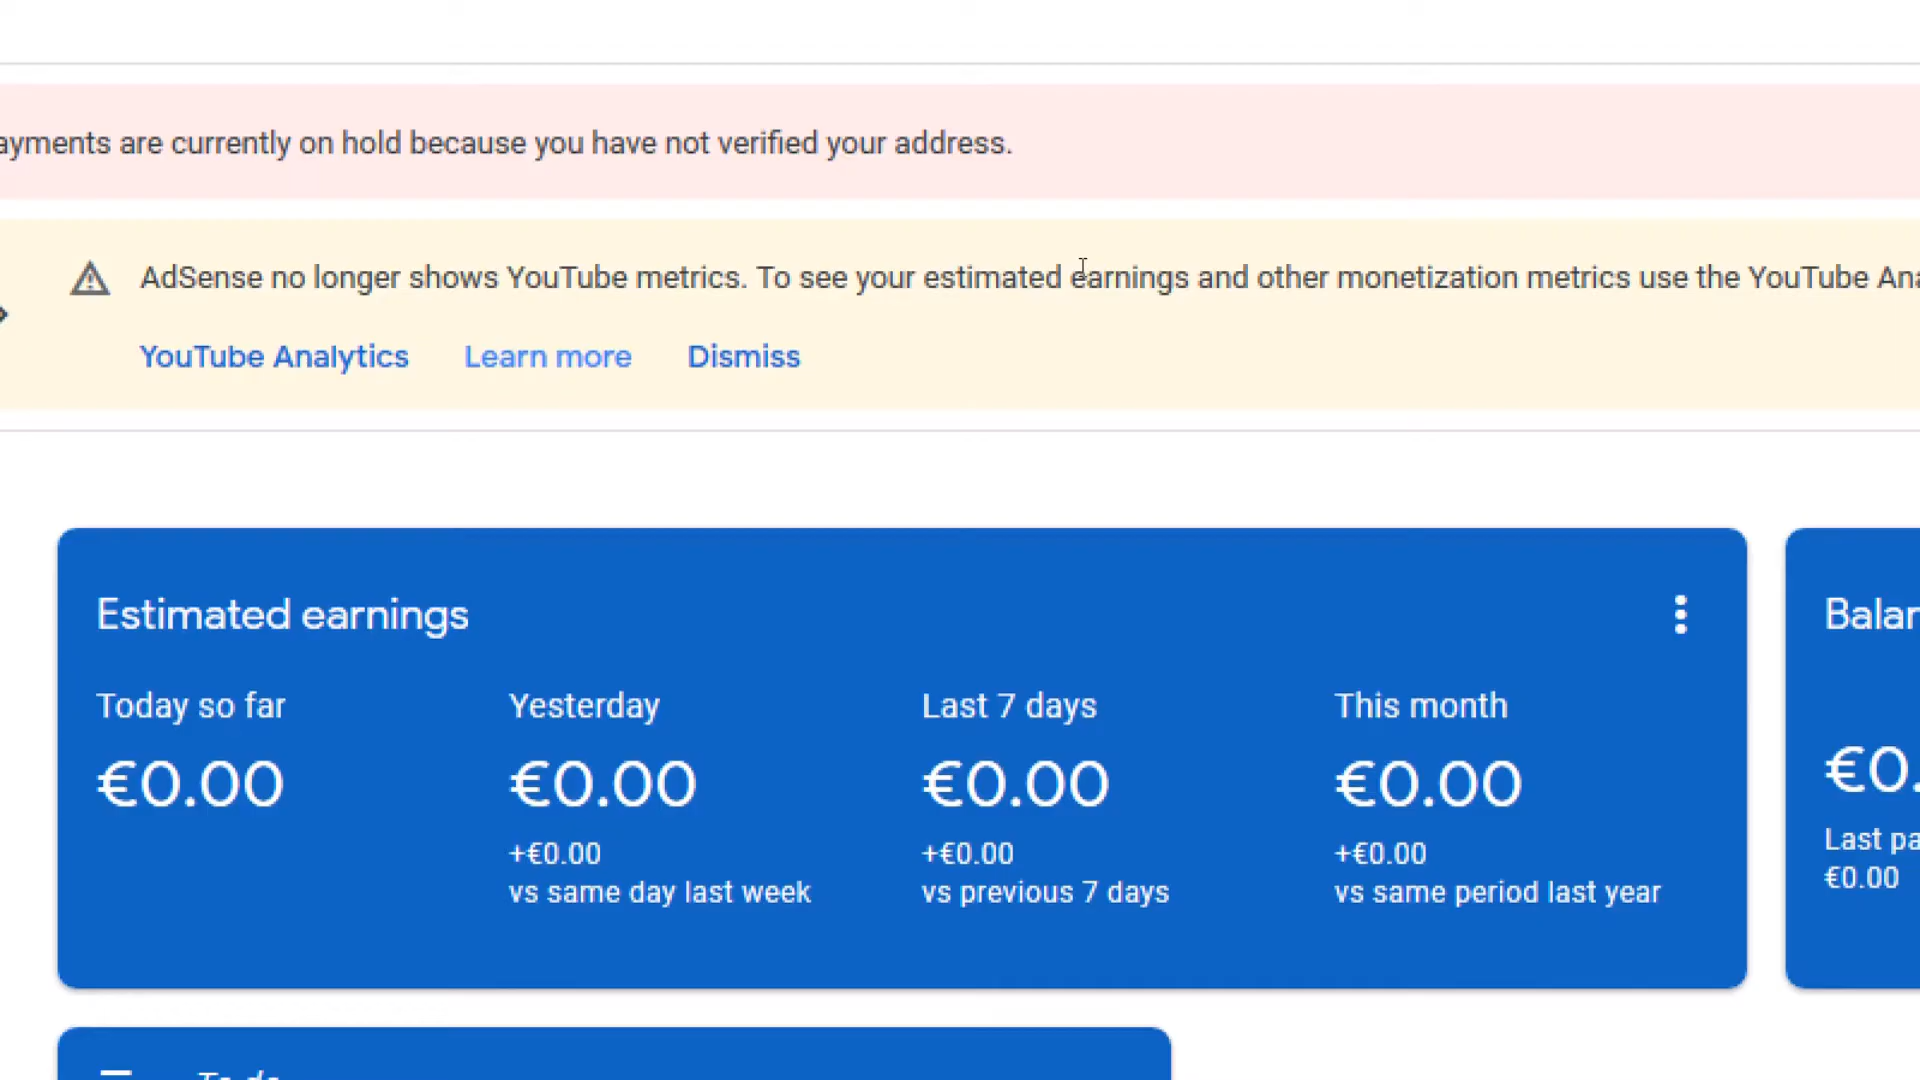 ayments are currently on hold because you have not verified your address.
AdSense no longer shows YouTube metrics. To see your estimated earnings and other monetization metrics use the YouTube Ana
YouTube Analytics Learn more Dismiss
Estimated earnings
Today so far Yesterday Last 7 days This month
€0.00 €0.00 €0.00 €0.00
+€0.00 +€0.00 +€0.00
vs same day last week vs previous 7 days vs same period last year
Balan
€0.
Last pa
€0.00